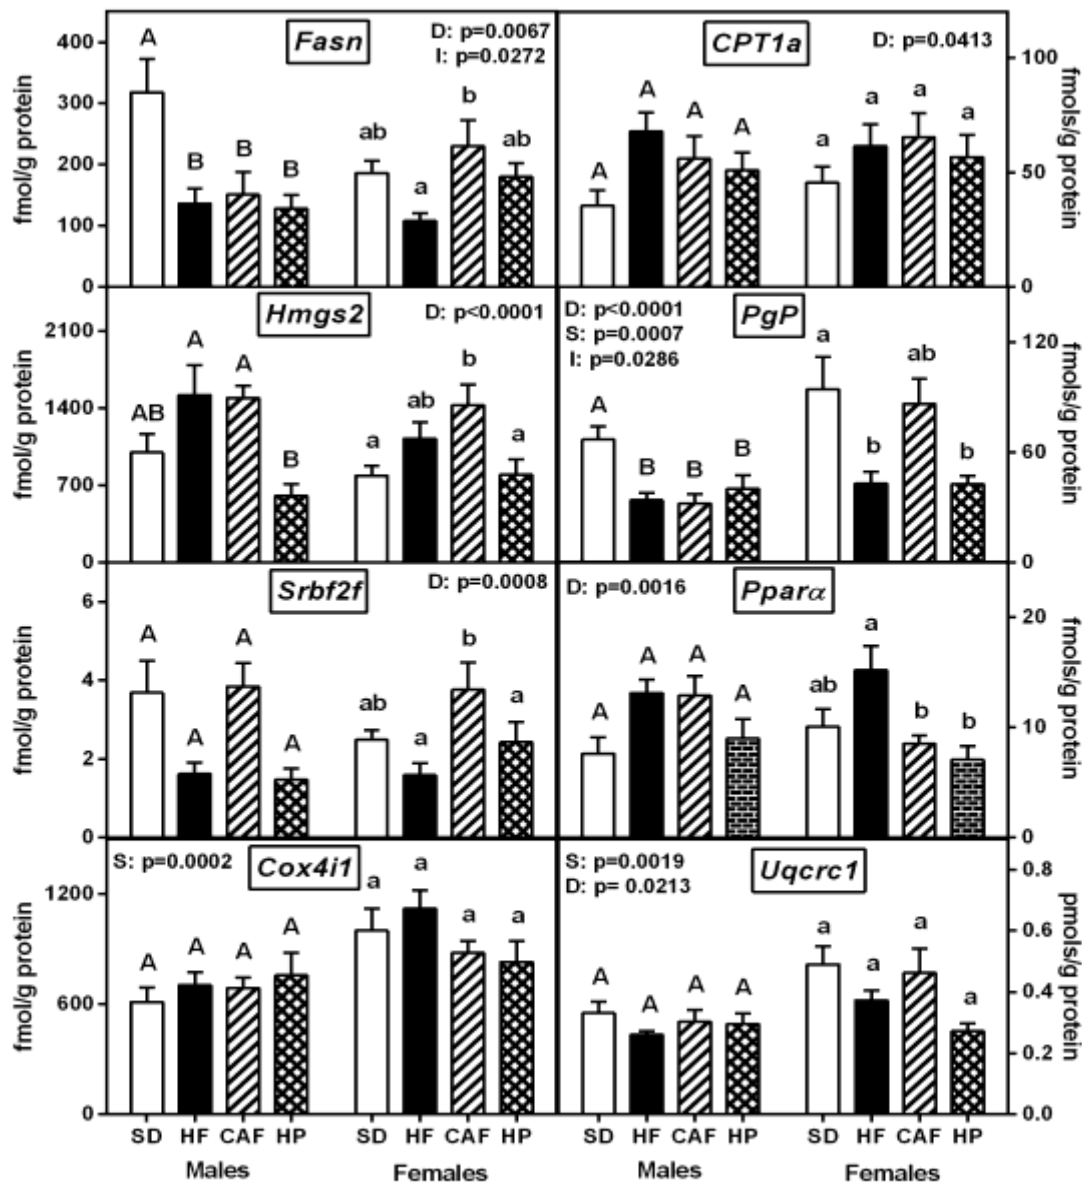 Fasn
D: p=0.0067
I: p=0.0272
400
300
200
100
0
fmol/g protein
A
B
B
B
ab
a
b
ab
CPT1a
D: p=0.0413
100
50
0
fmols/g protein
A
A
A
A
a
a
a
a
Hmgs2
D: p<0.0001
2100
1400
700
0
fmol/g protein
AB
A
A
B
a
ab
b
a
D: p<0.0001
S: p=0.0007
I: p=0.0286
PgP
120
60
0
fmols/g protein
A
B
B
B
a
b
ab
b
Srbf2f
D: p=0.0008
6
4
2
0
fmol/g protein
A
A
A
A
ab
a
b
a
D: p=0.0016
Pparα
20
10
0
fmols/g protein
A
A
A
A
ab
a
b
b
S: p=0.0002
Cox4i1
1200
600
0
fmol/g protein
A
A
A
A
a
a
a
a
S: p=0.0019
D: p= 0.0213
Uqcrc1
0.8
0.6
0.4
0.2
0.0
pmols/g protein
A
A
A
A
a
a
a
a
SD HF CAF HP SD HF CAF HP SD HF CAF HP SD HF CAF HP
Males Females Males Females